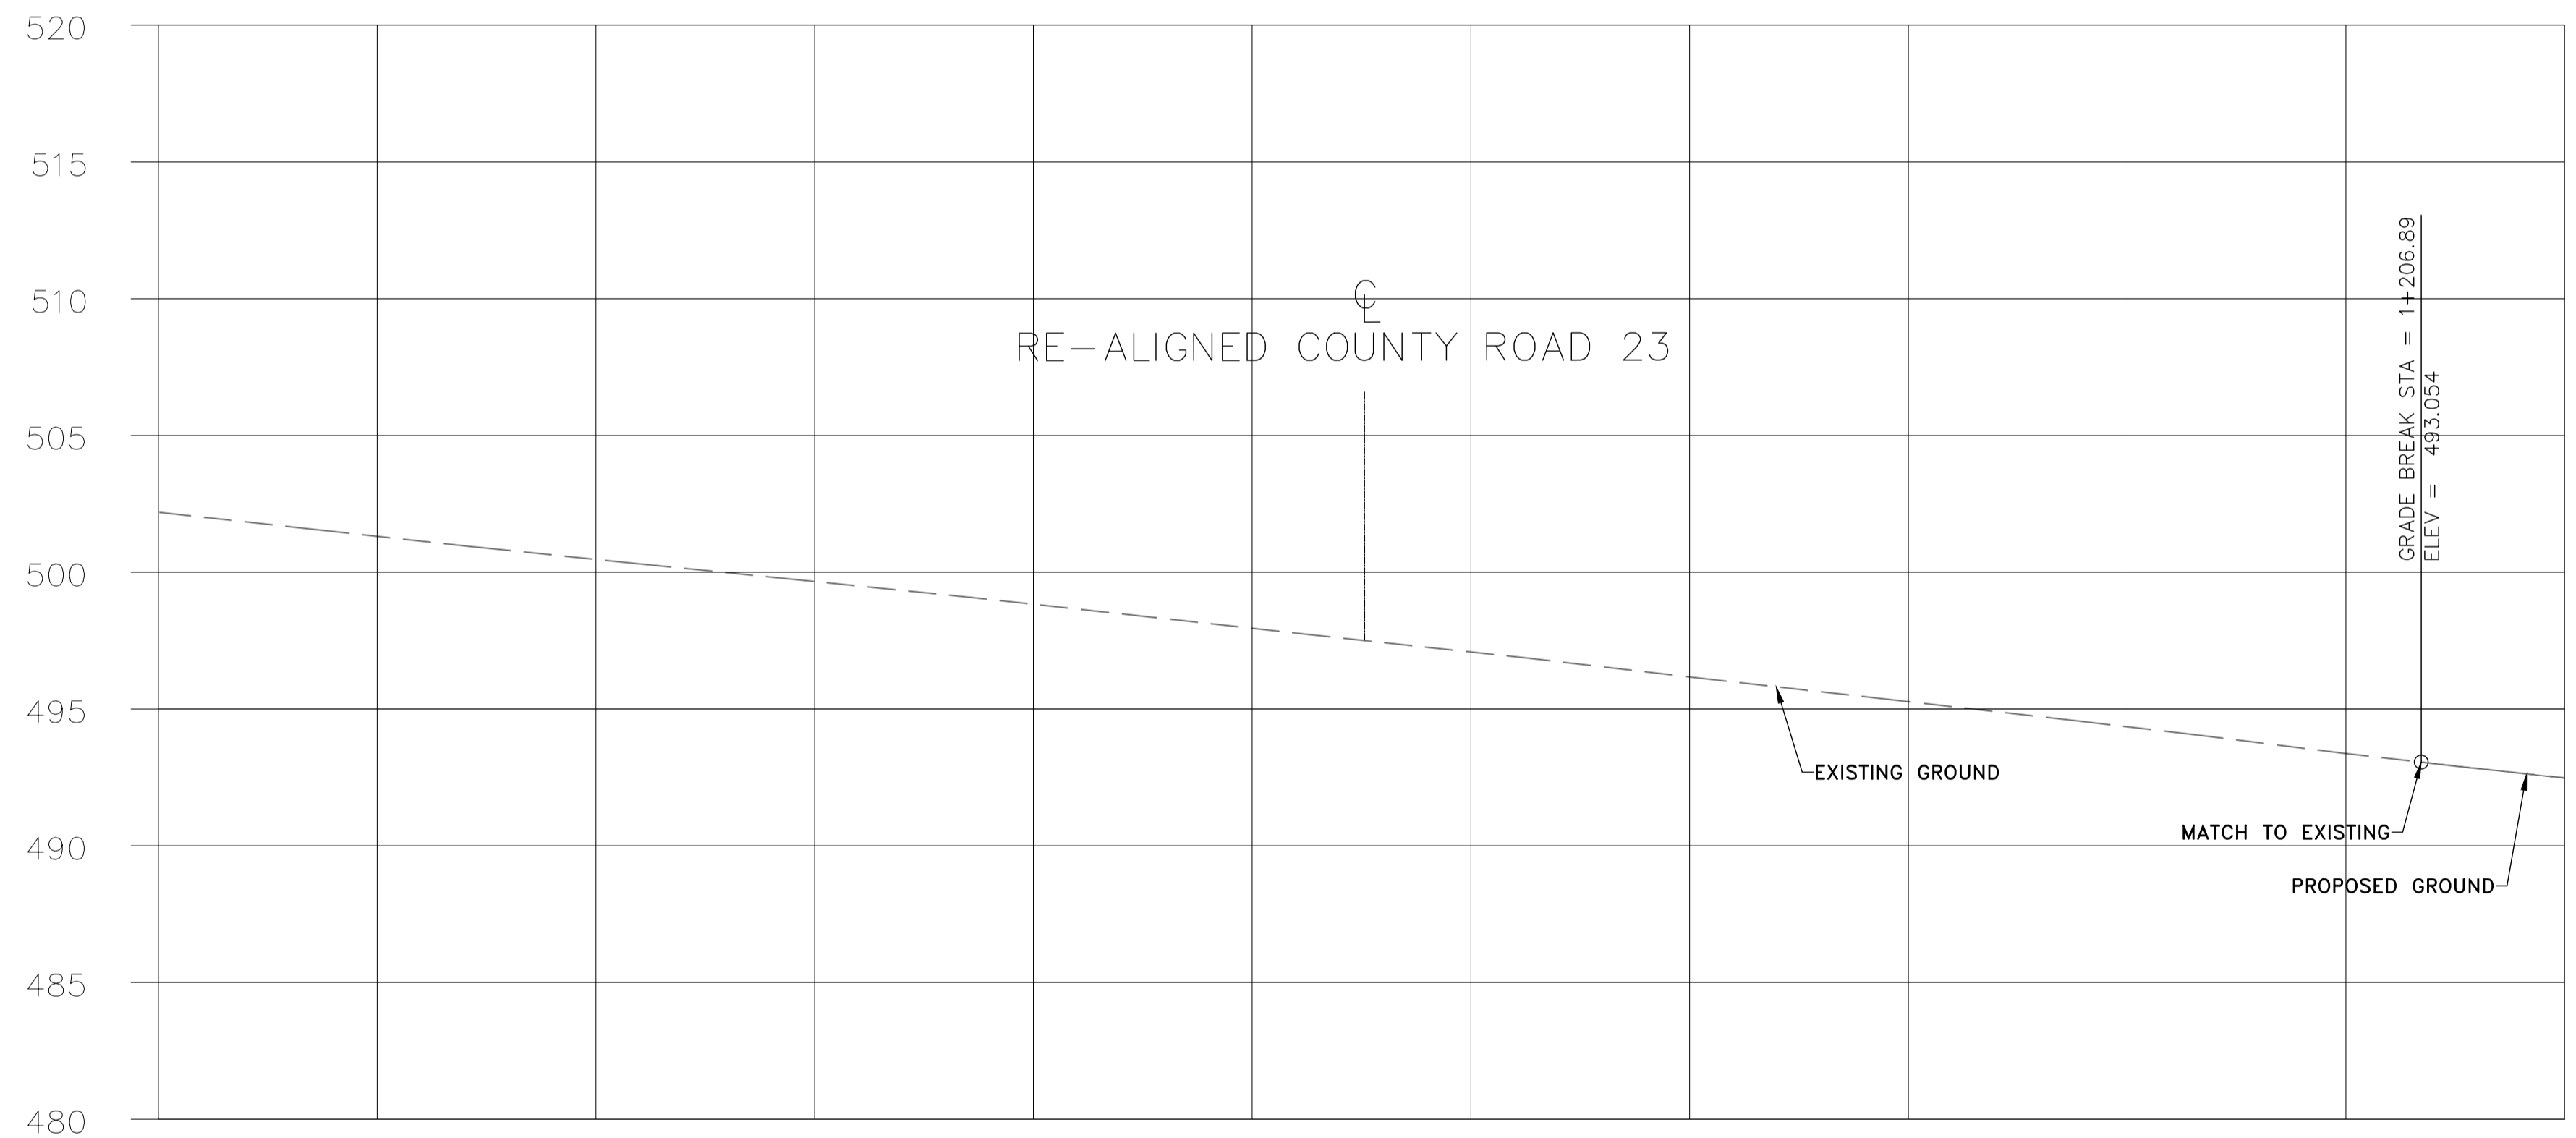 520
515
510
505
500
495
490
485
480
℄
RE-ALIGNED COUNTY ROAD 23
GRADE BREAK STA = 1+206.89
ELEV = 493.054
EXISTING GROUND
MATCH TO EXISTING
PROPOSED GROUND